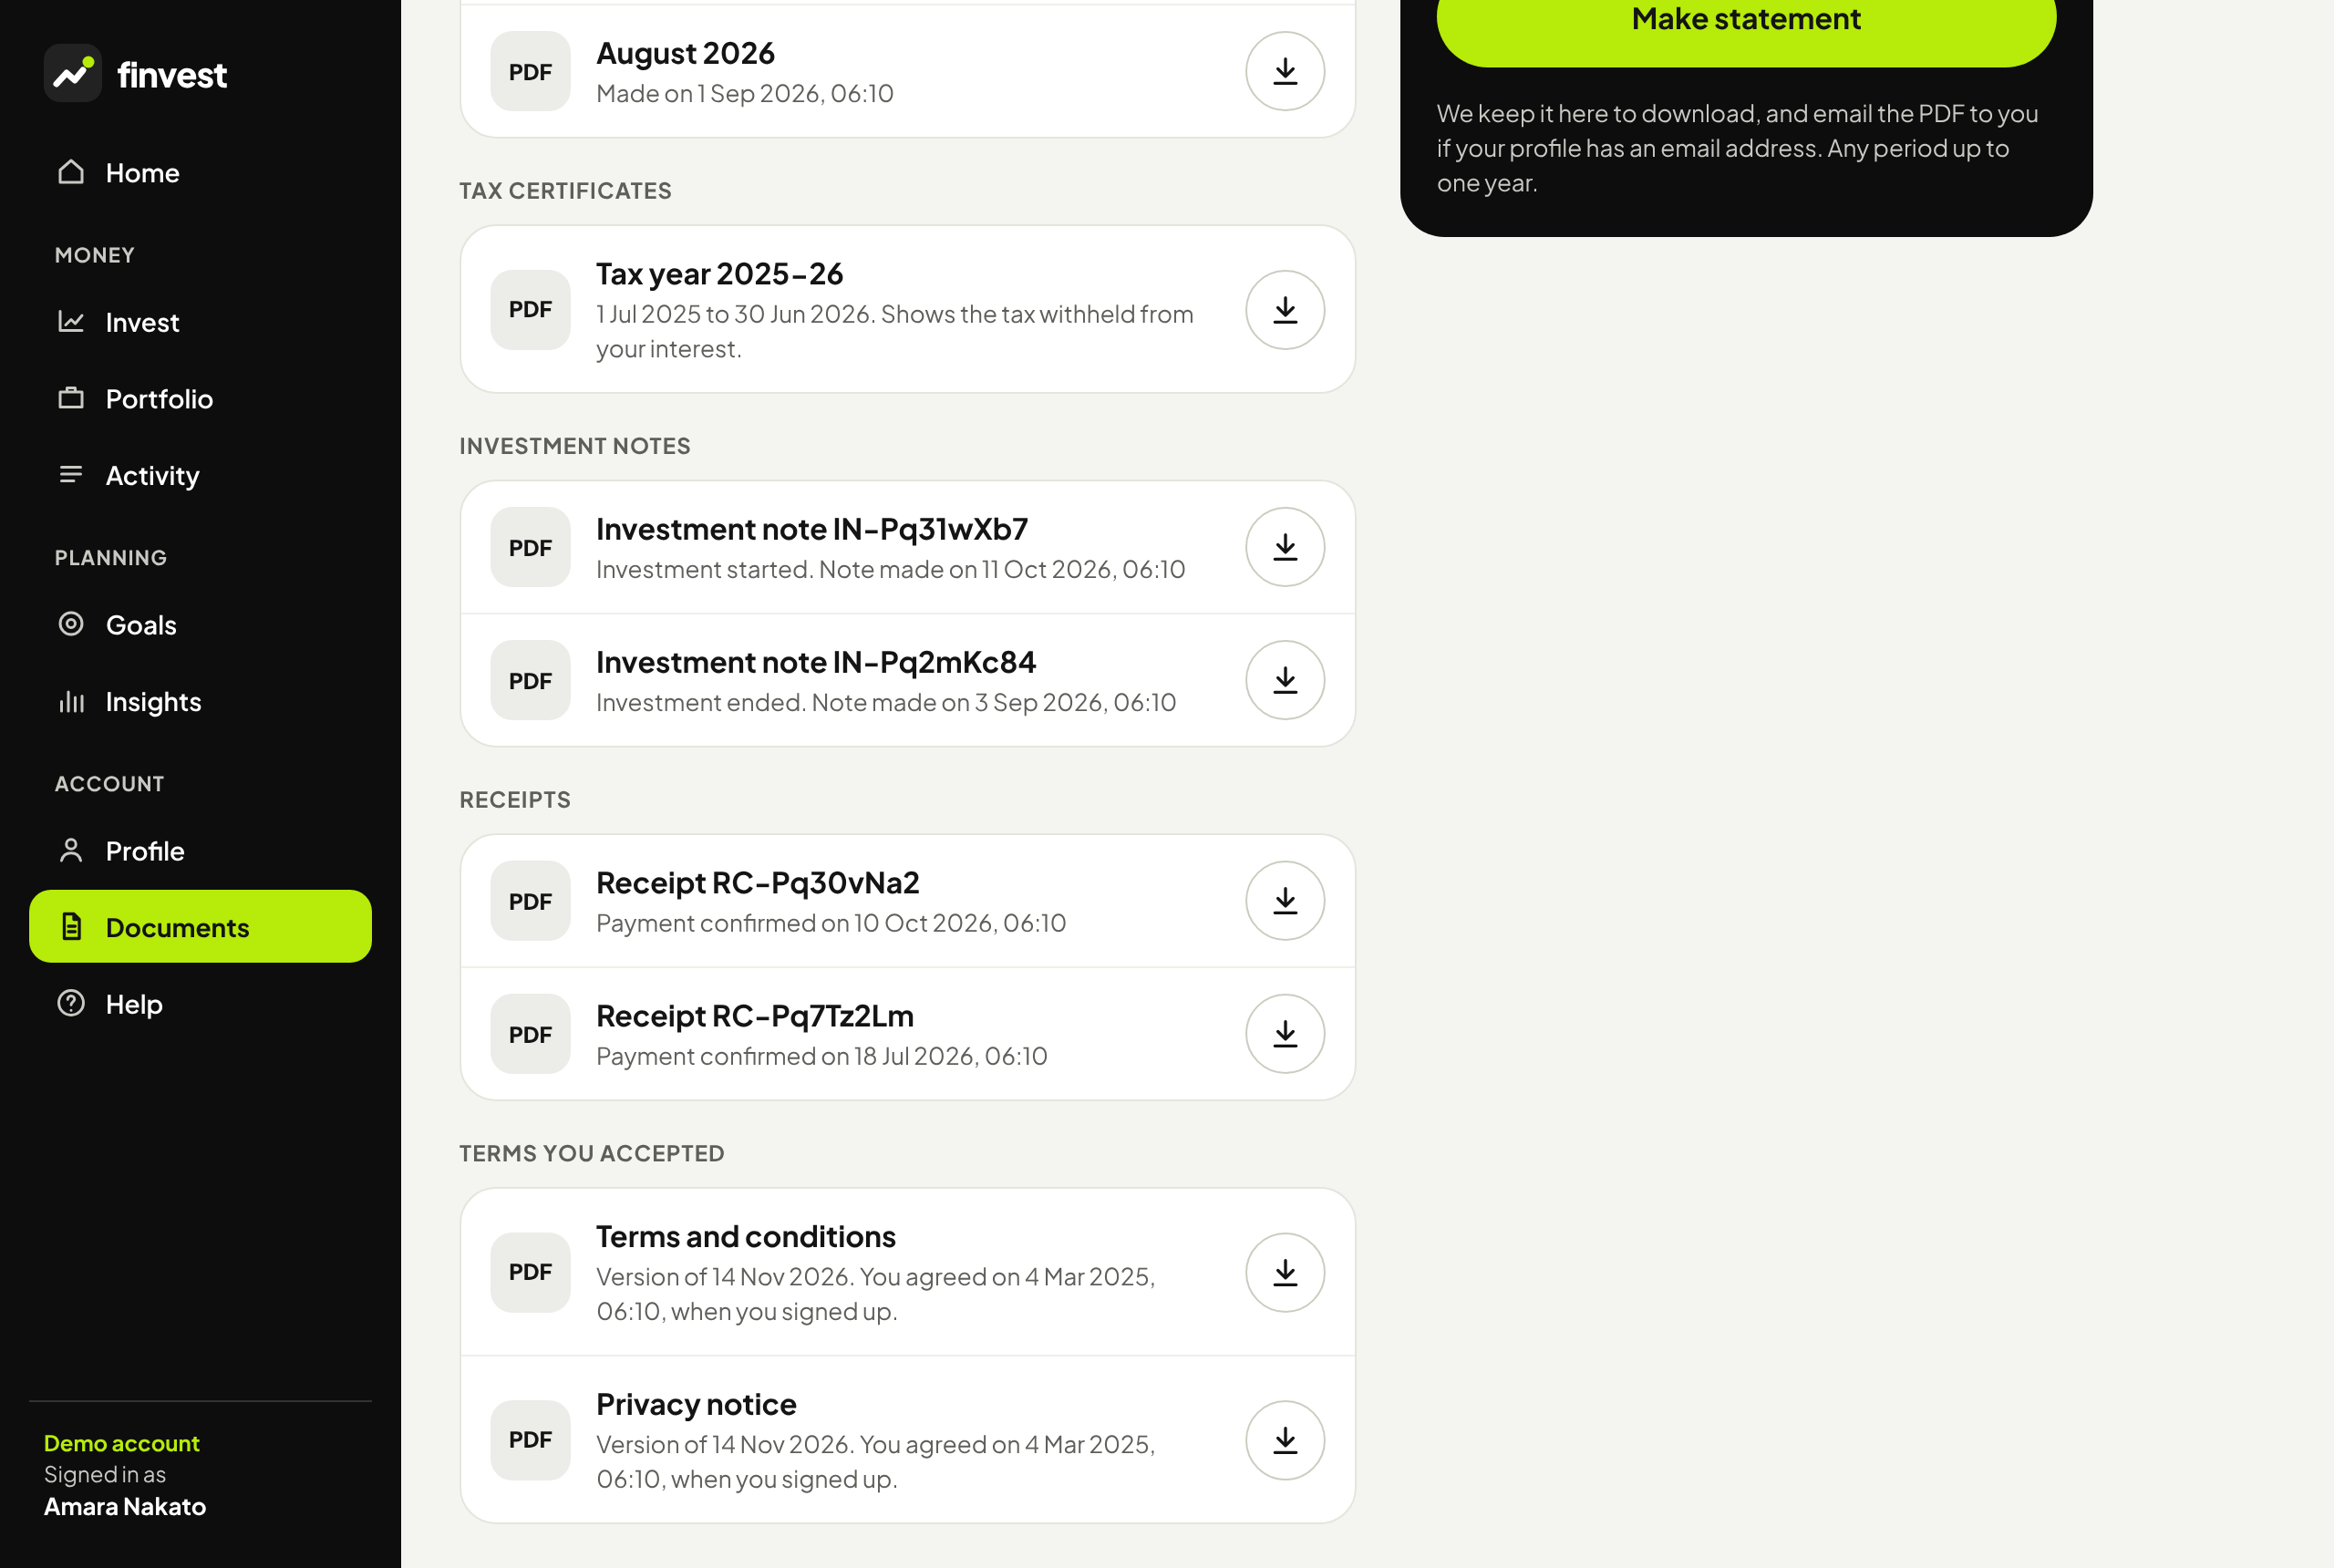 finvest
Home
MONEY
Invest
Portfolio
Activity
PLANNING
Goals
Insights
ACCOUNT
Profile
Documents
Help
Demo account
Signed in as
Amara Nakato
PDF
August 2026
Made on 1 Sep 2026, 06:10
TAX CERTIFICATES
PDF
Tax year 2025–26
1 Jul 2025 to 30 Jun 2026. Shows the tax withheld from
your interest.
INVESTMENT NOTES
PDF
Investment note IN-Pq31wXb7
Investment started. Note made on 11 Oct 2026, 06:10
PDF
Investment note IN-Pq2mKc84
Investment ended. Note made on 3 Sep 2026, 06:10
RECEIPTS
PDF
Receipt RC-Pq30vNa2
Payment confirmed on 10 Oct 2026, 06:10
PDF
Receipt RC-Pq7Tz2Lm
Payment confirmed on 18 Jul 2026, 06:10
TERMS YOU ACCEPTED
PDF
Terms and conditions
Version of 14 Nov 2026. You agreed on 4 Mar 2025,
06:10, when you signed up.
PDF
Privacy notice
Version of 14 Nov 2026. You agreed on 4 Mar 2025,
06:10, when you signed up.
Make statement
We keep it here to download, and email the PDF to you
if your profile has an email address. Any period up to
one year.